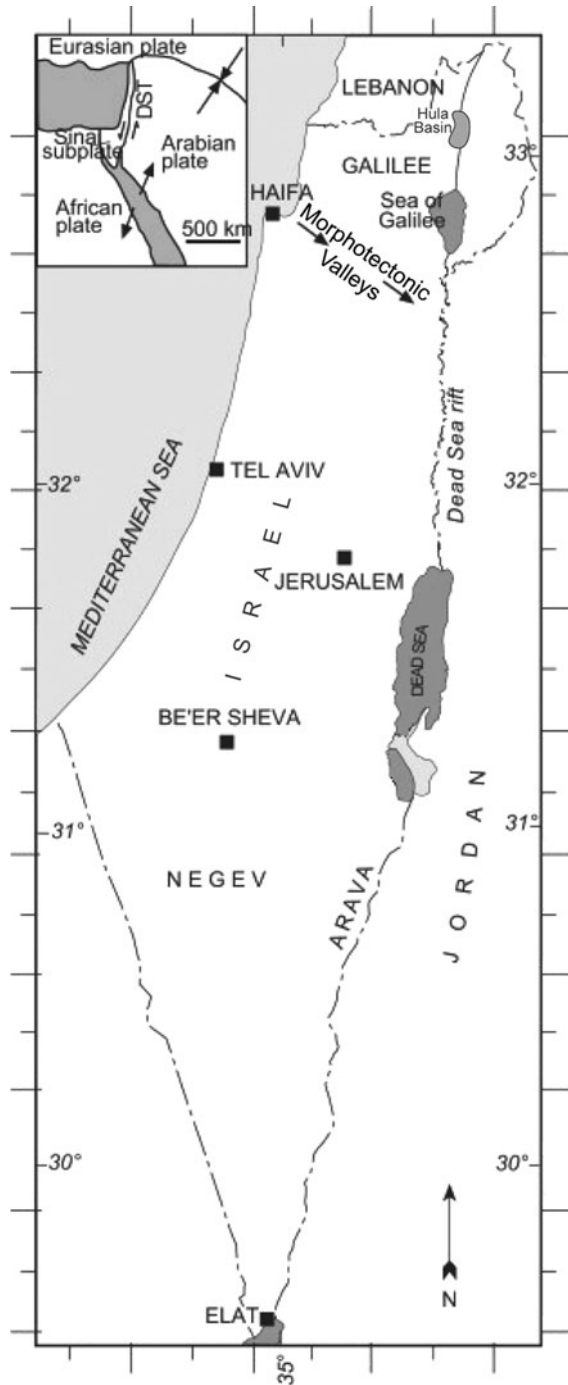 Eurasian plate
DST
Sinai
subplate
Arabian
plate
African
plate
500 km
LEBANON
Hula
Basin
33°
GALILEE
HAIFA
Sea of
Galilee
Morphotectonic
Valleys
Dead Sea rift
32°
32°
TEL AVIV
MEDITERRANEAN SEA
ISRAEL
JERUSALEM
DEAD SEA
BE'ER SHEVA
31°
31°
JORDAN
NEGEV
ARAVA
30°
30°
N
ELAT
35°